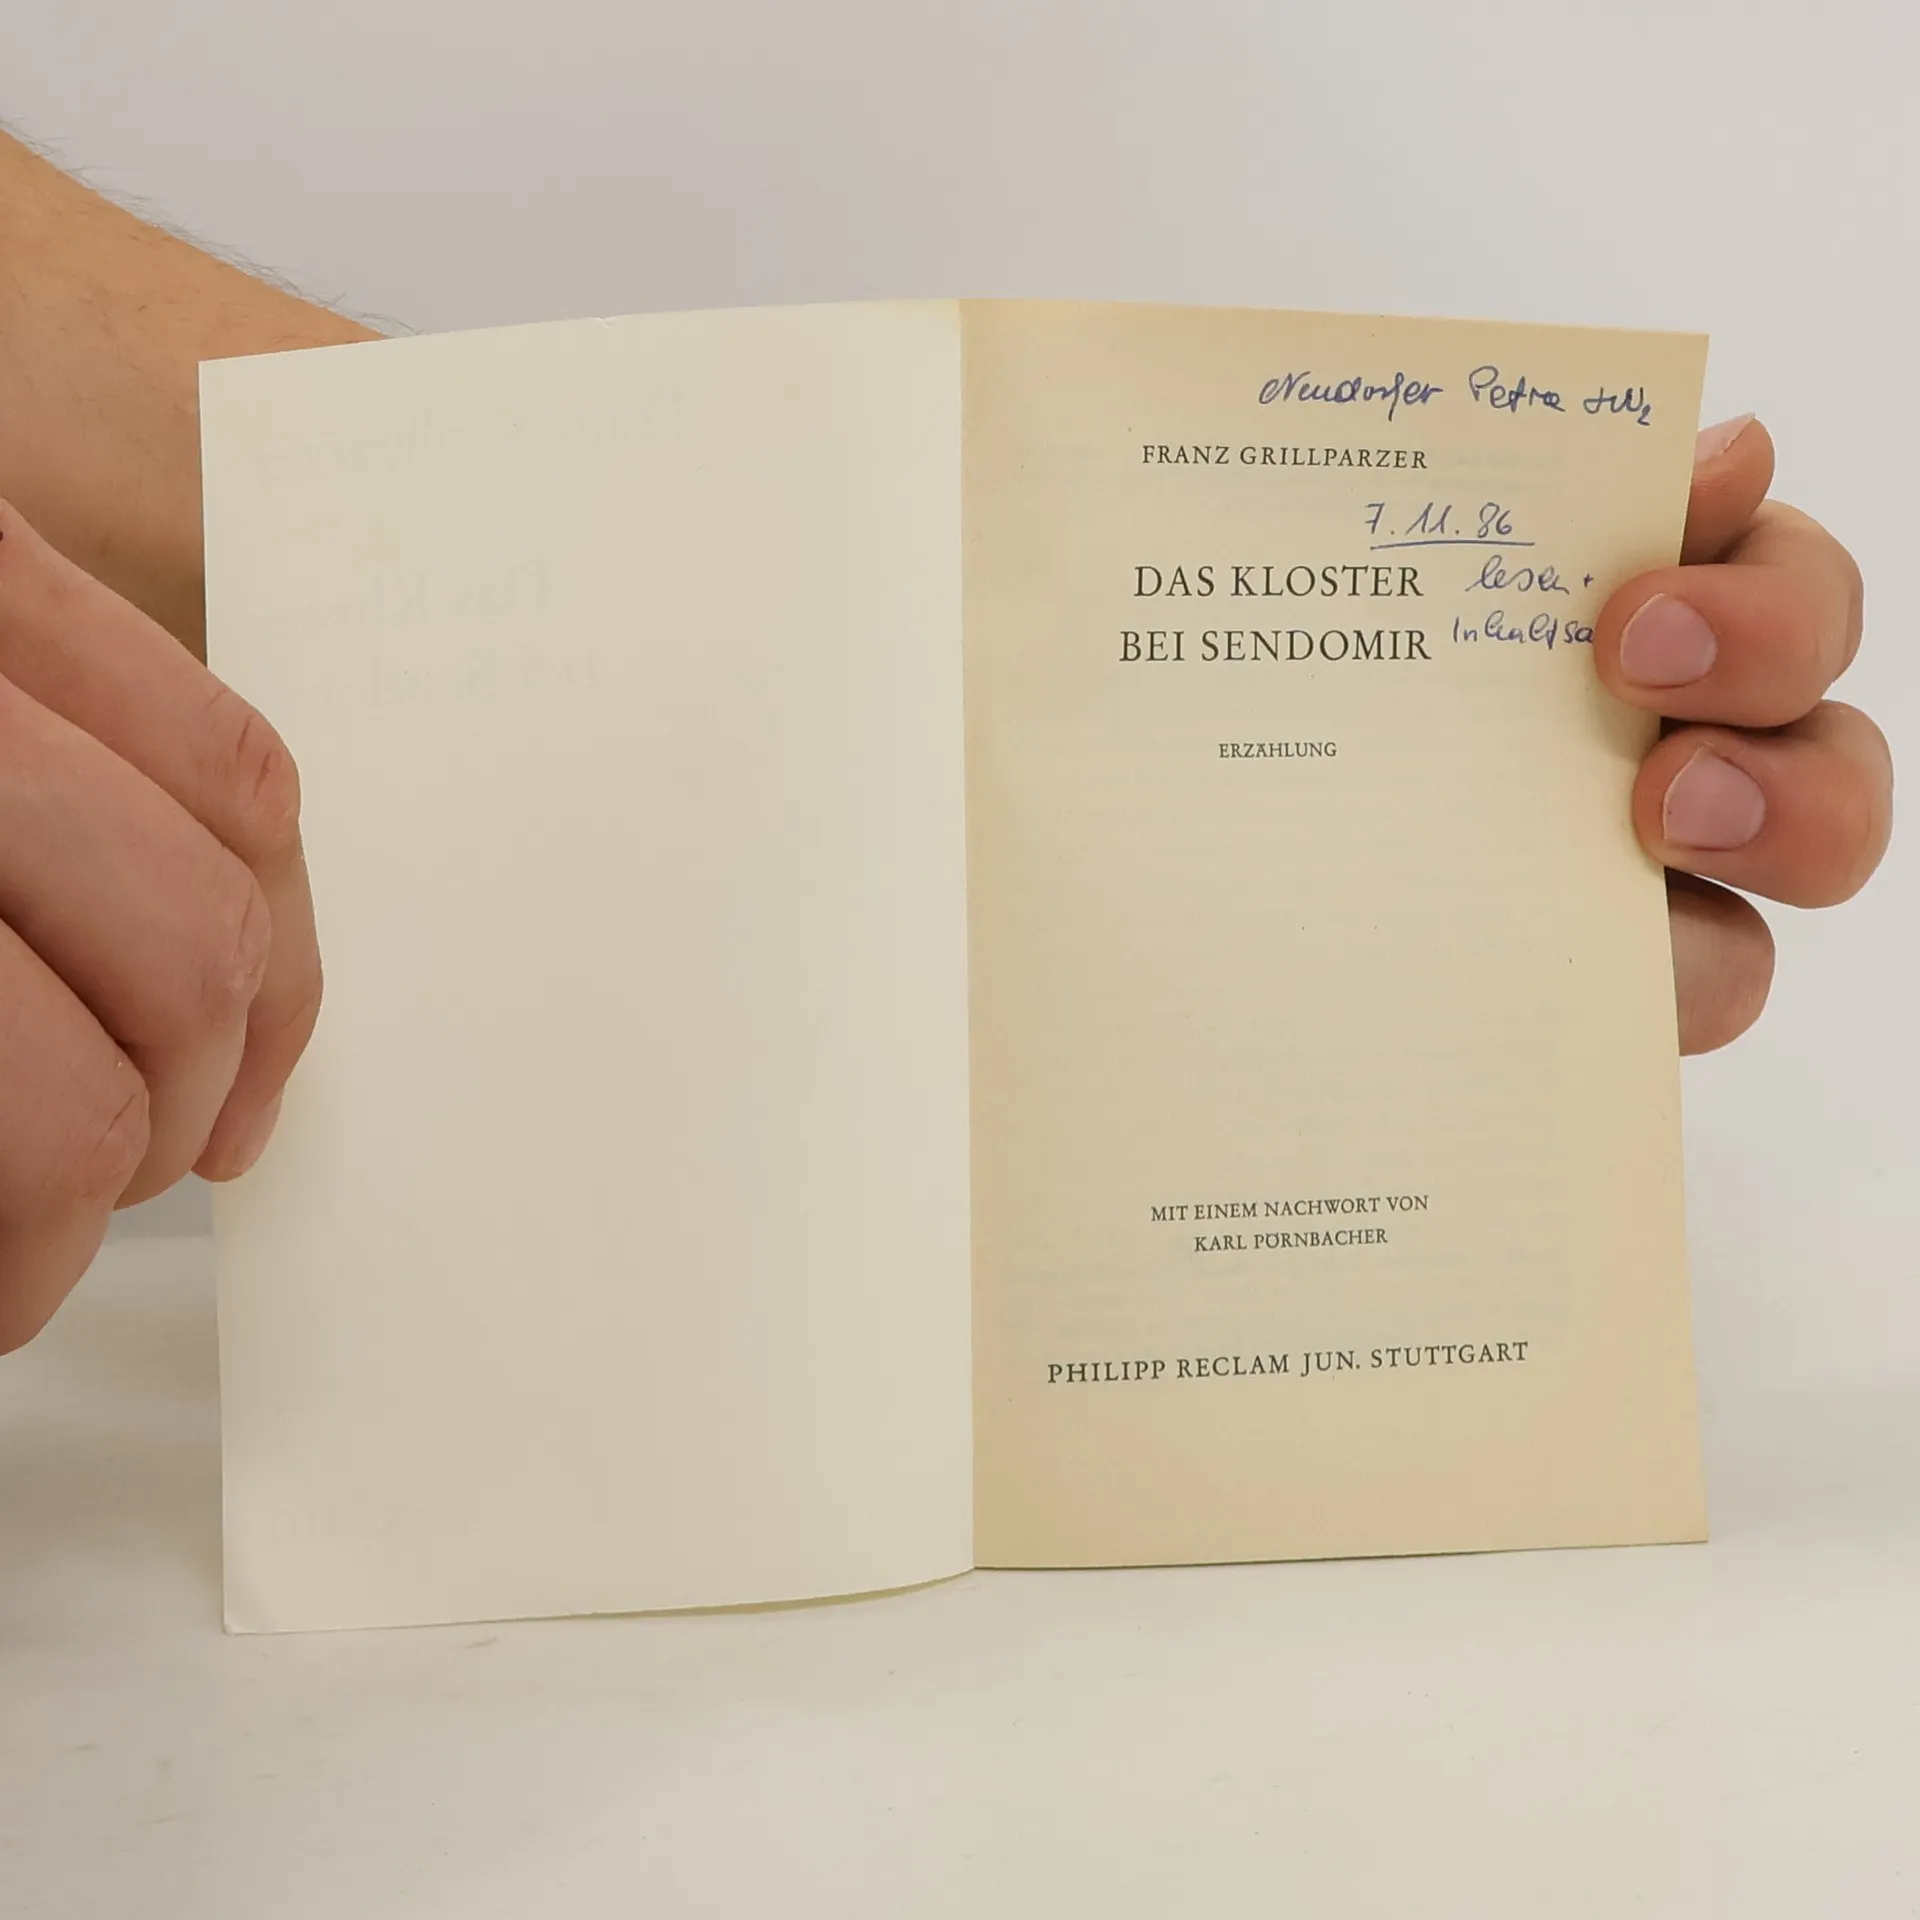 Neudorfer Petra
FRANZ GRILLPARZER
7.11.86
DAS KLOSTER lesen +
BEI SENDOMIR Inhaltsa
ERZÄHLUNG
MIT EINEM NACHWORT VON
KARL PÖRNBACHER
PHILIPP RECLAM JUN. STUTTGART